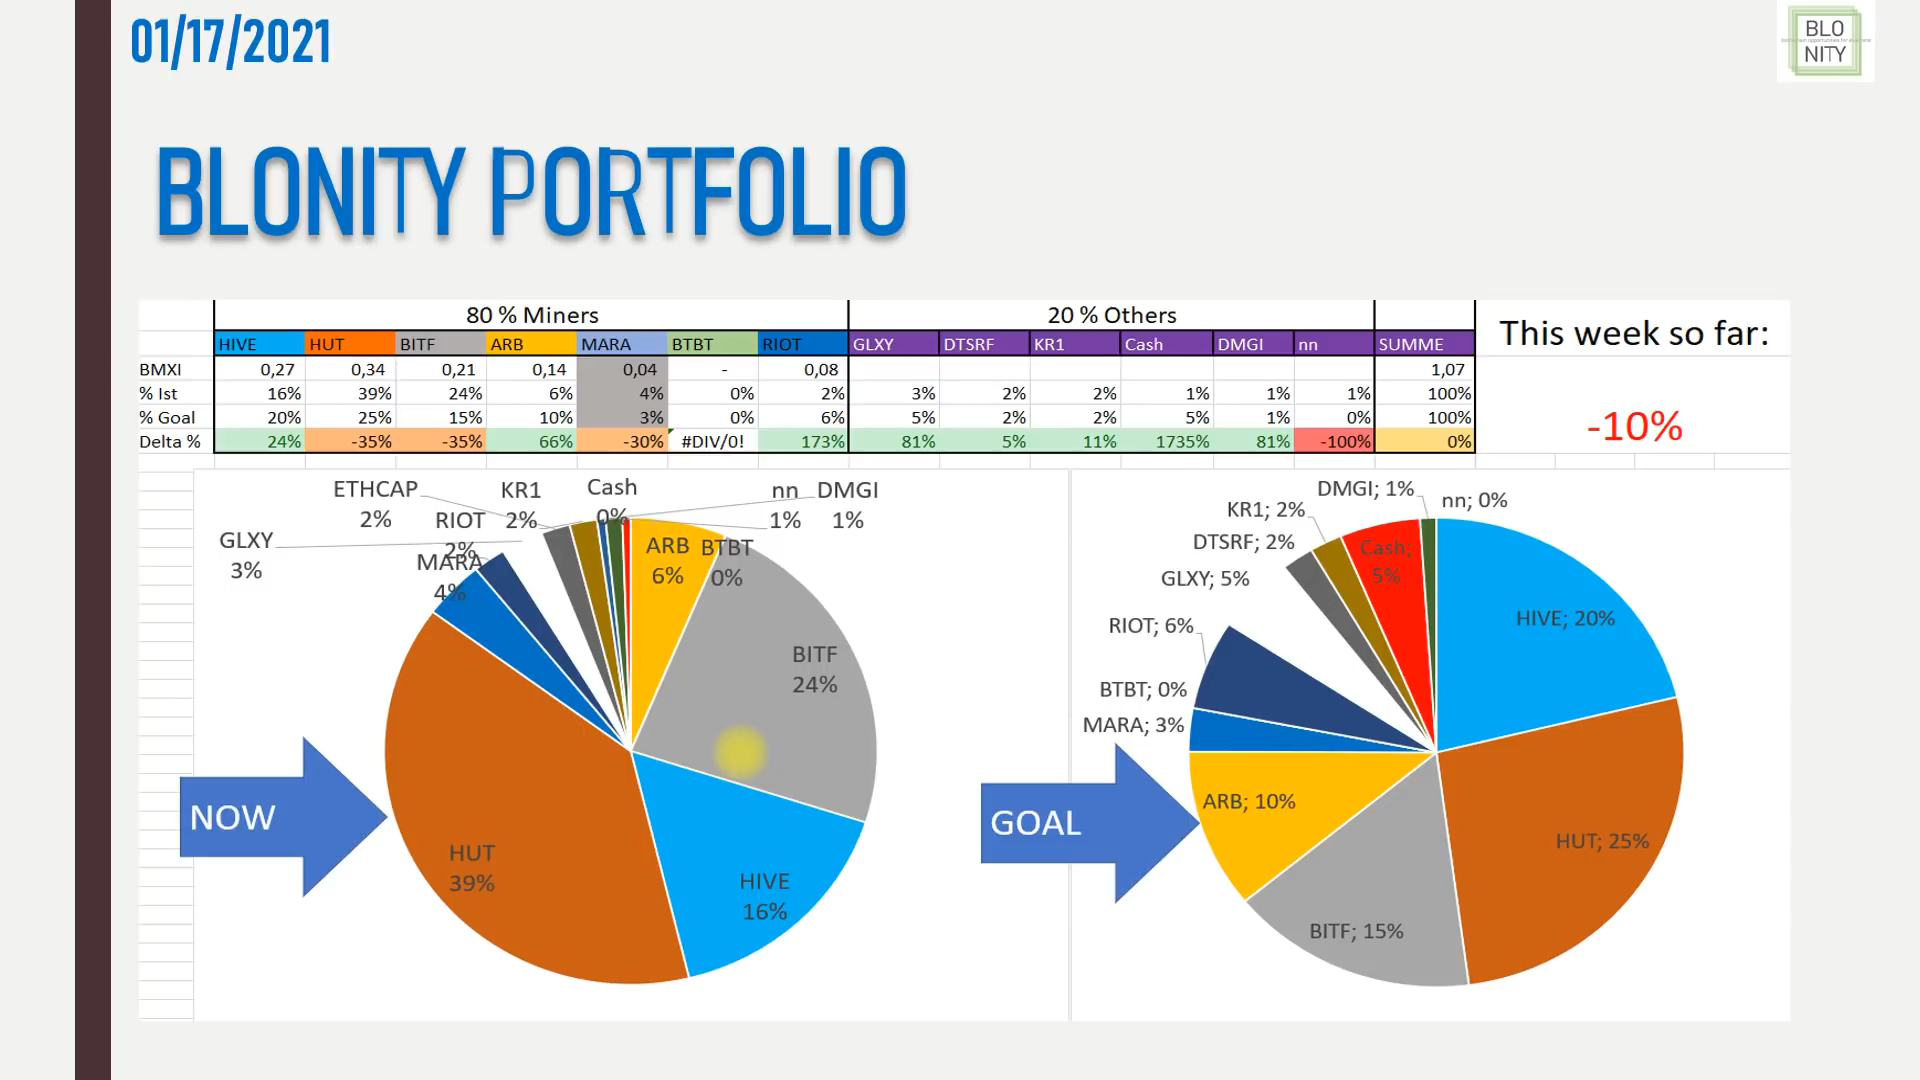 01/17/2021
BLO
NITY
BLONITY PORTFOLIO
80 % Miners 20 % Others
This week so far:
HIVE HUT BITF ARB MARA BTBT RIOT GLXY DTSRF KR1 Cash DMGI nn SUMME
BMXI 0,27 0,34 0,21 0,14 0,04 - 0,08 1,07
% Ist 16% 39% 24% 6% 4% 0% 2% 3% 2% 2% 1% 1% 1% 100%
% Goal 20% 25% 15% 10% 3% 0% 6% 5% 2% 2% 5% 1% 0% 100%
-10%
Delta % 24% -35% -35% 66% -30% #DIV/0! 173% 81% 5% 11% 1735% 81% -100% 0%
ETHCAP
2%
KR1
2%
Cash
0%
nn
1%
DMGI
1%
RIOT
2%
GLXY
3%
MARA
4%
ARB
6%
BTBT
0%
BITF
24%
HIVE
16%
HUT
39%
NOW
DMGI; 1%
nn; 0%
KR1; 2%
DTSRF; 2%
Cash;
5%
GLXY; 5%
RIOT; 6%
HIVE; 20%
BTBT; 0%
MARA; 3%
ARB; 10%
GOAL
HUT; 25%
BITF; 15%